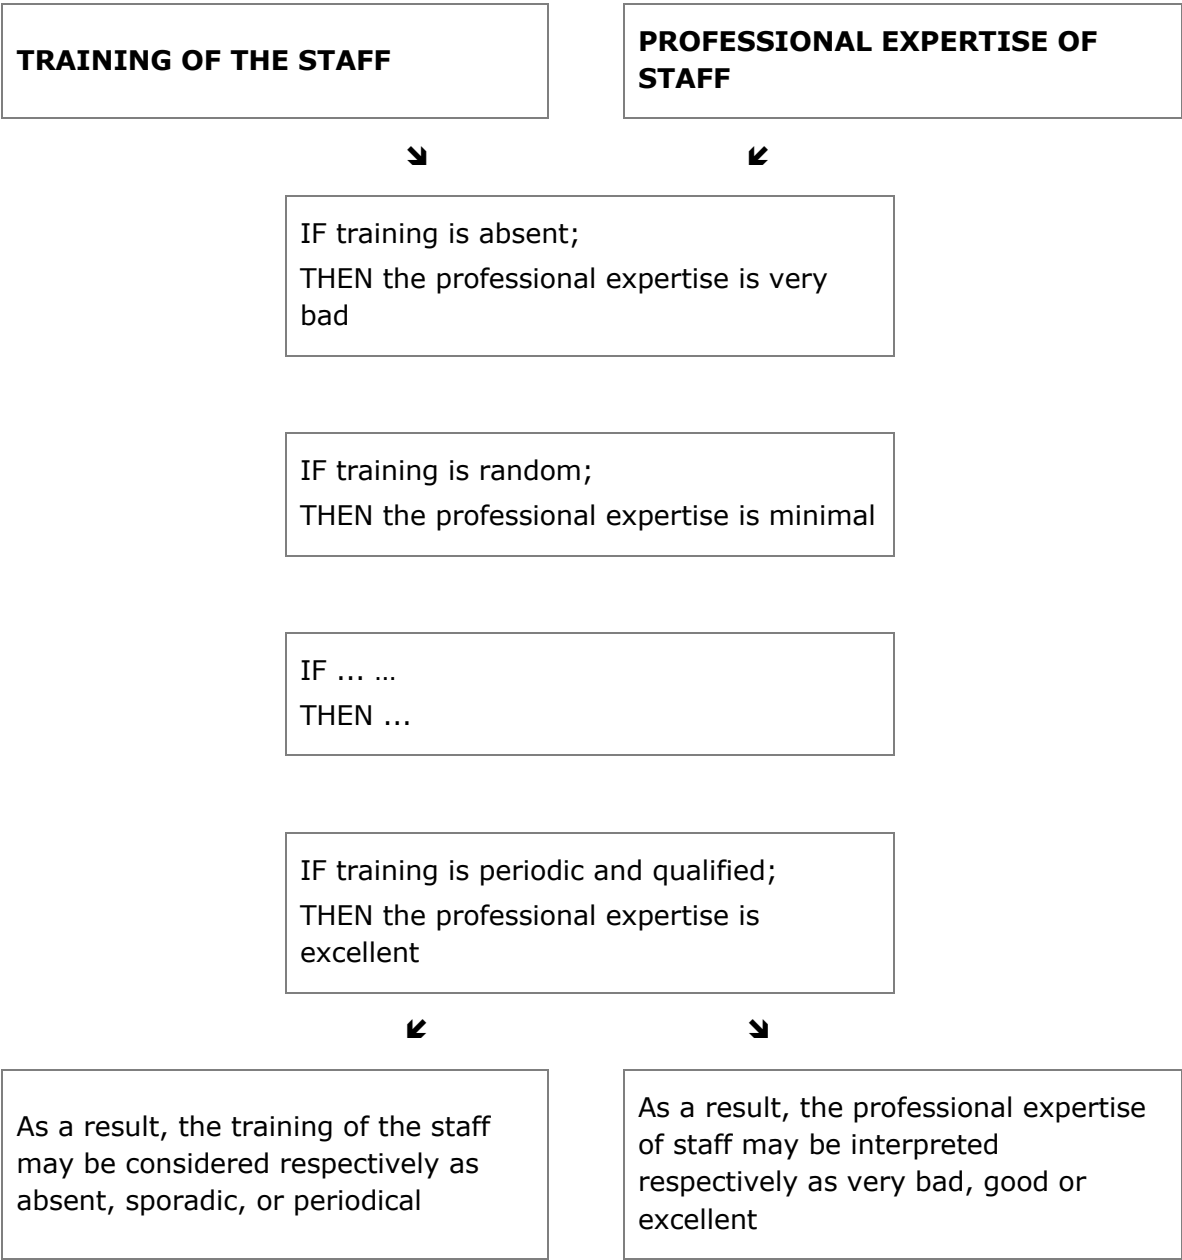 TRAINING OF THE STAFF
PROFESSIONAL EXPERTISE OF
STAFF
IF training is absent;
THEN the professional expertise is very
bad
IF training is random;
THEN the professional expertise is minimal
IF ... ...
THEN ...
IF training is periodic and qualified;
THEN the professional expertise is
excellent
As a result, the training of the staff
may be considered respectively as
absent, sporadic, or periodical
As a result, the professional expertise
of staff may be interpreted
respectively as very bad, good or
excellent